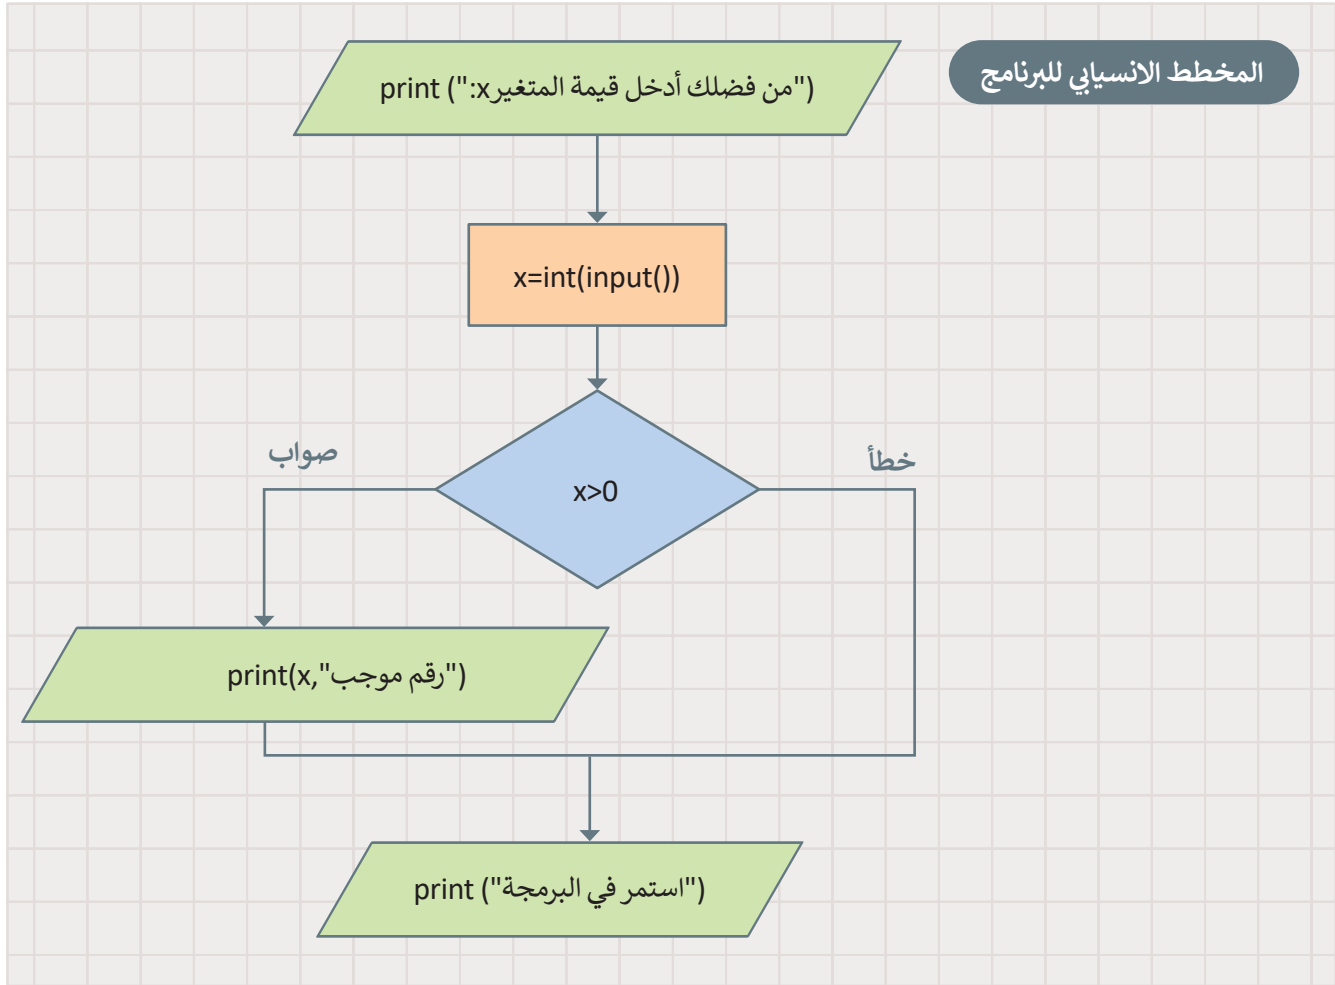 المخطط الانسيابي للبرنامج
print ("من فضلك أدخل قيمة المتغيرx:")
x=int(input())
x>0
صواب
خطأ
print(x,"رقم موجب")
print ("استمر في البرمجة")